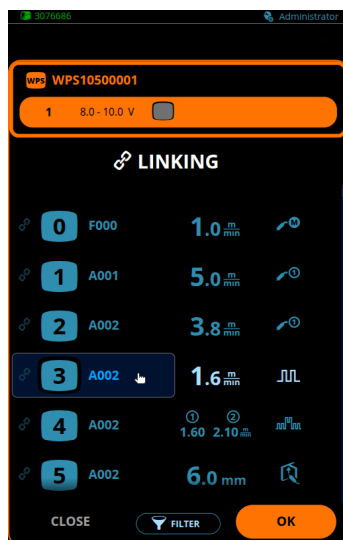 3076686 Administrator
WPS WPS10500001
1 8.0 - 10.0 V
LINKING
0 F000 1.0 m/min M
1 A001 5.0 m/min 1
2 A002 3.8 m/min 1
3 A002 1.6 m/min
4 A002 ① ②
1.60 2.10 m/min
5 A002 6.0 mm
CLOSE FILTER OK